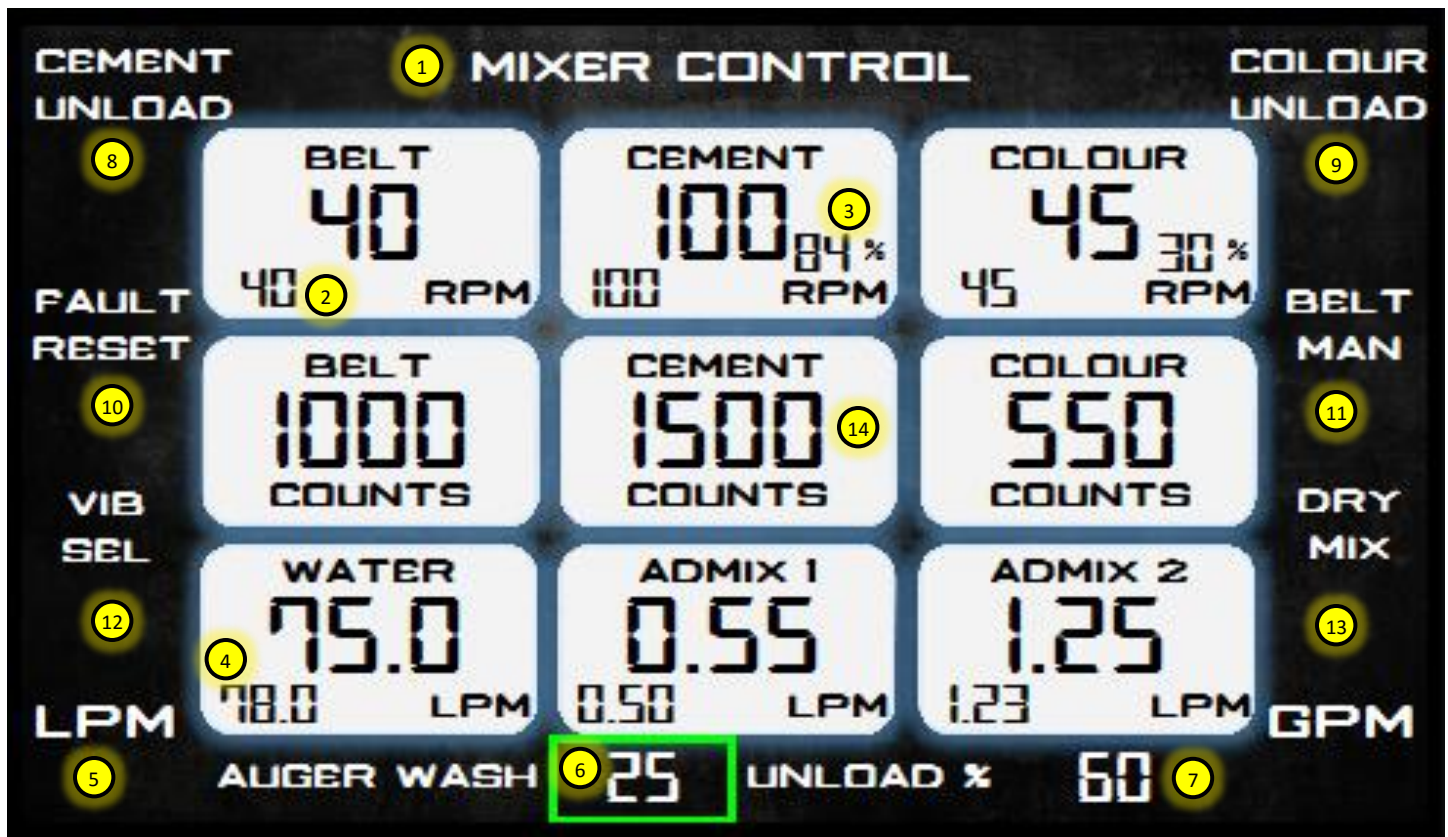 CEMENT
UNLOAD
8
1 MIXER CONTROL
COLOUR
UNLOAD
9
BELT
40
40 2 RPM
CEMENT
100 3
84 %
100 RPM
COLOUR
45 30 %
45 RPM
FAULT
RESET
10
BELT
1000
COUNTS
CEMENT
1500 14
COUNTS
COLOUR
550
COUNTS
BELT
MAN
11
VIB
SEL
12
WATER
75.0
4
78.0 LPM
ADMIX 1
0.55
0.50 LPM
ADMIX 2
1.25
1.23 LPM
DRY
MIX
13
LPM
5
AUGER WASH 6 25 UNLOAD % 60 7
GPM